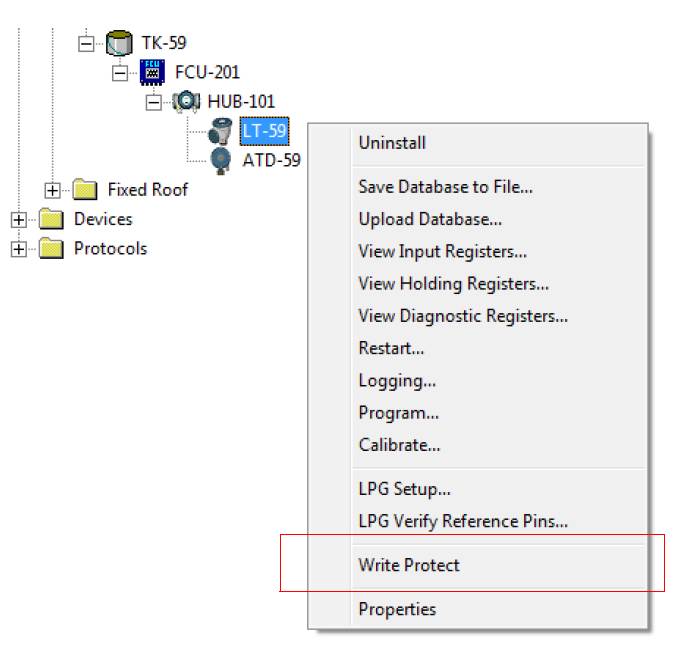 TK-59
FCU
FCU-201
HUB-101
LT-59
ATD-59
Fixed Roof
Devices
Protocols
Uninstall
Save Database to File...
Upload Database...
View Input Registers...
View Holding Registers...
View Diagnostic Registers...
Restart...
Logging...
Program...
Calibrate...
LPG Setup...
LPG Verify Reference Pins...
Write Protect
Properties